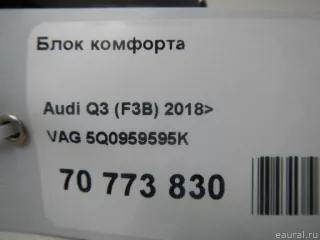 Блок комфорта
Audi Q3 (F3B) 2018>
VAG 5Q0959595K
70 773 830
eaural.ru